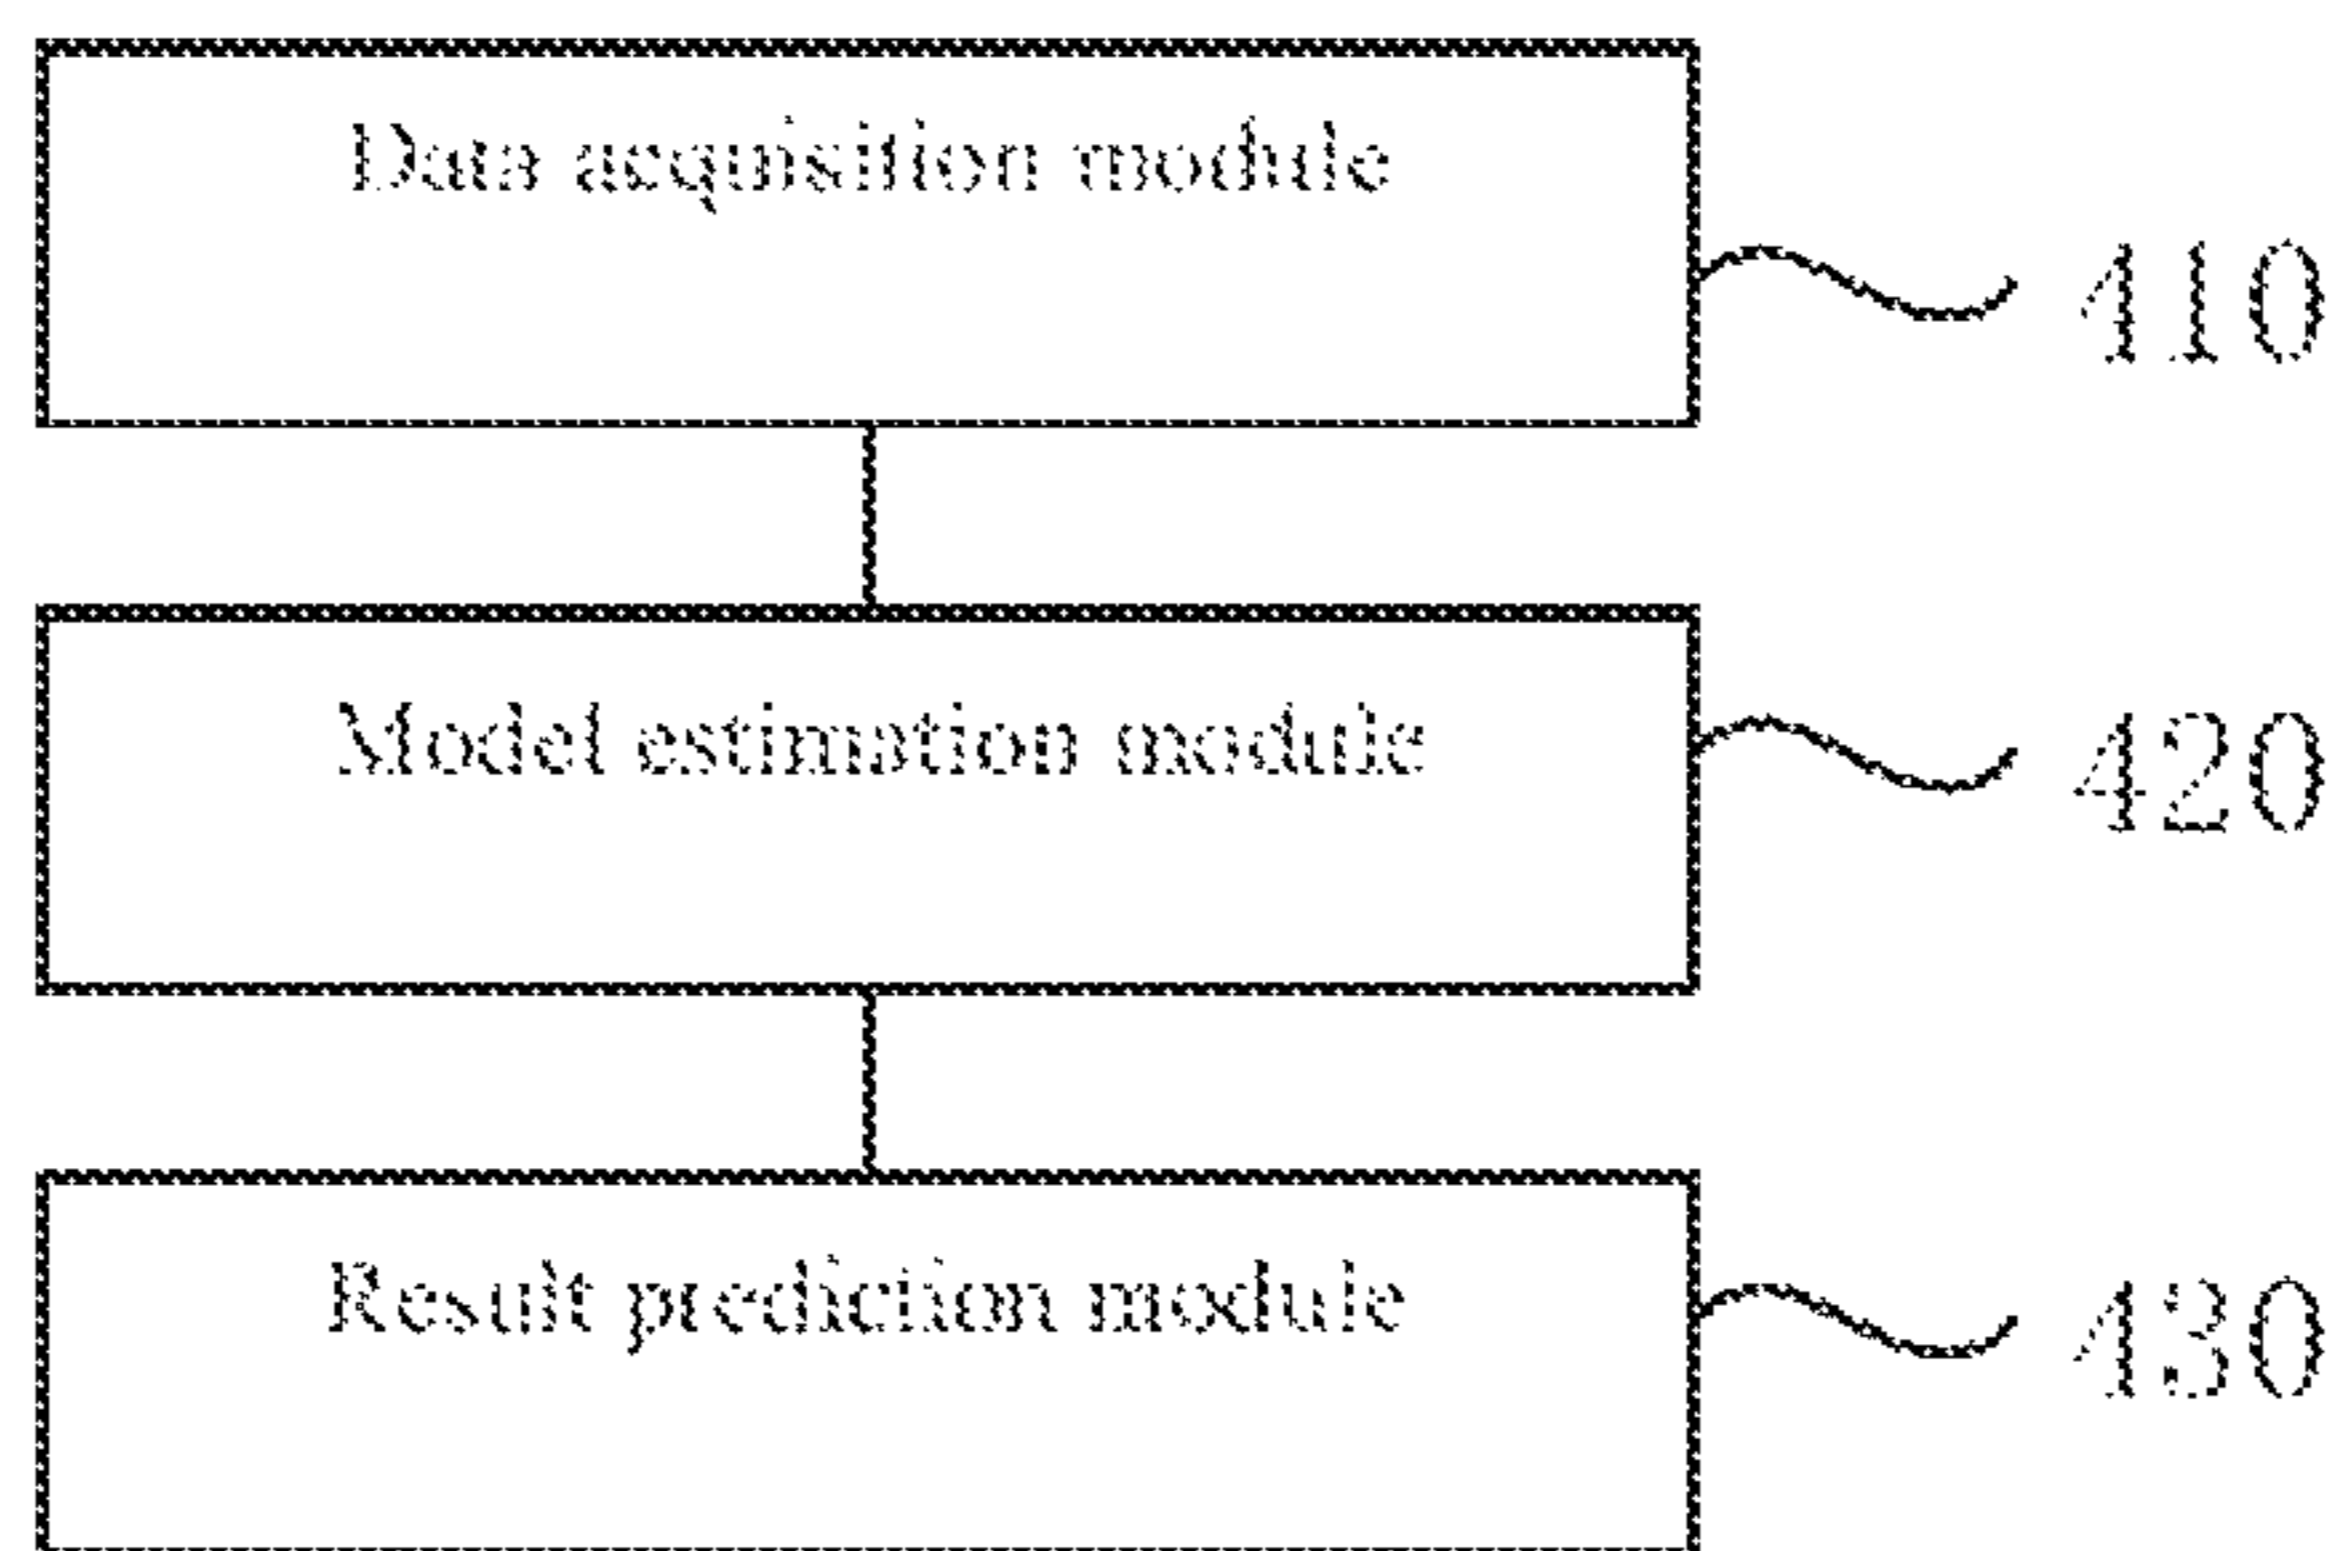 Data acquisition module
410
Model estimation module
420
Result prediction module
430